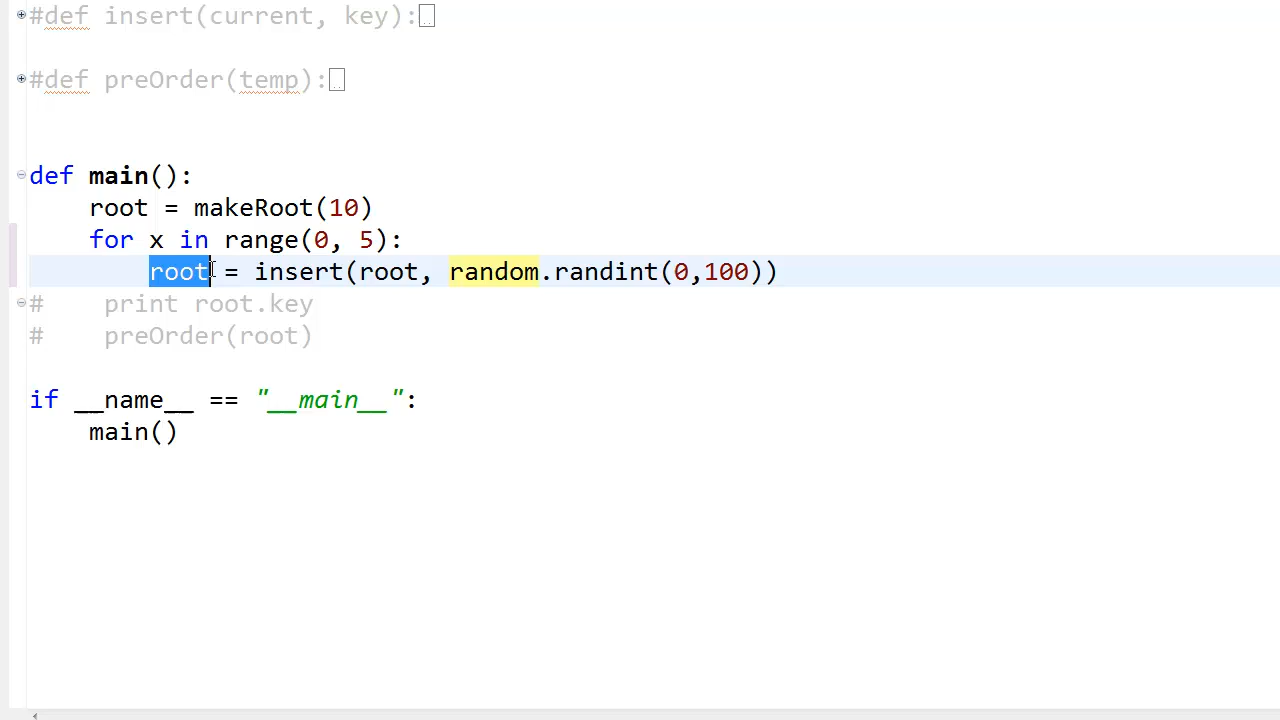 #def insert(current, key):
#def preOrder(temp):
def main():
    root = makeRoot(10)
    for x in range(0, 5):
        root = insert(root, random.randint(0,100))
#    print root.key
#    preOrder(root)
if __name__ == "__main__":
    main()